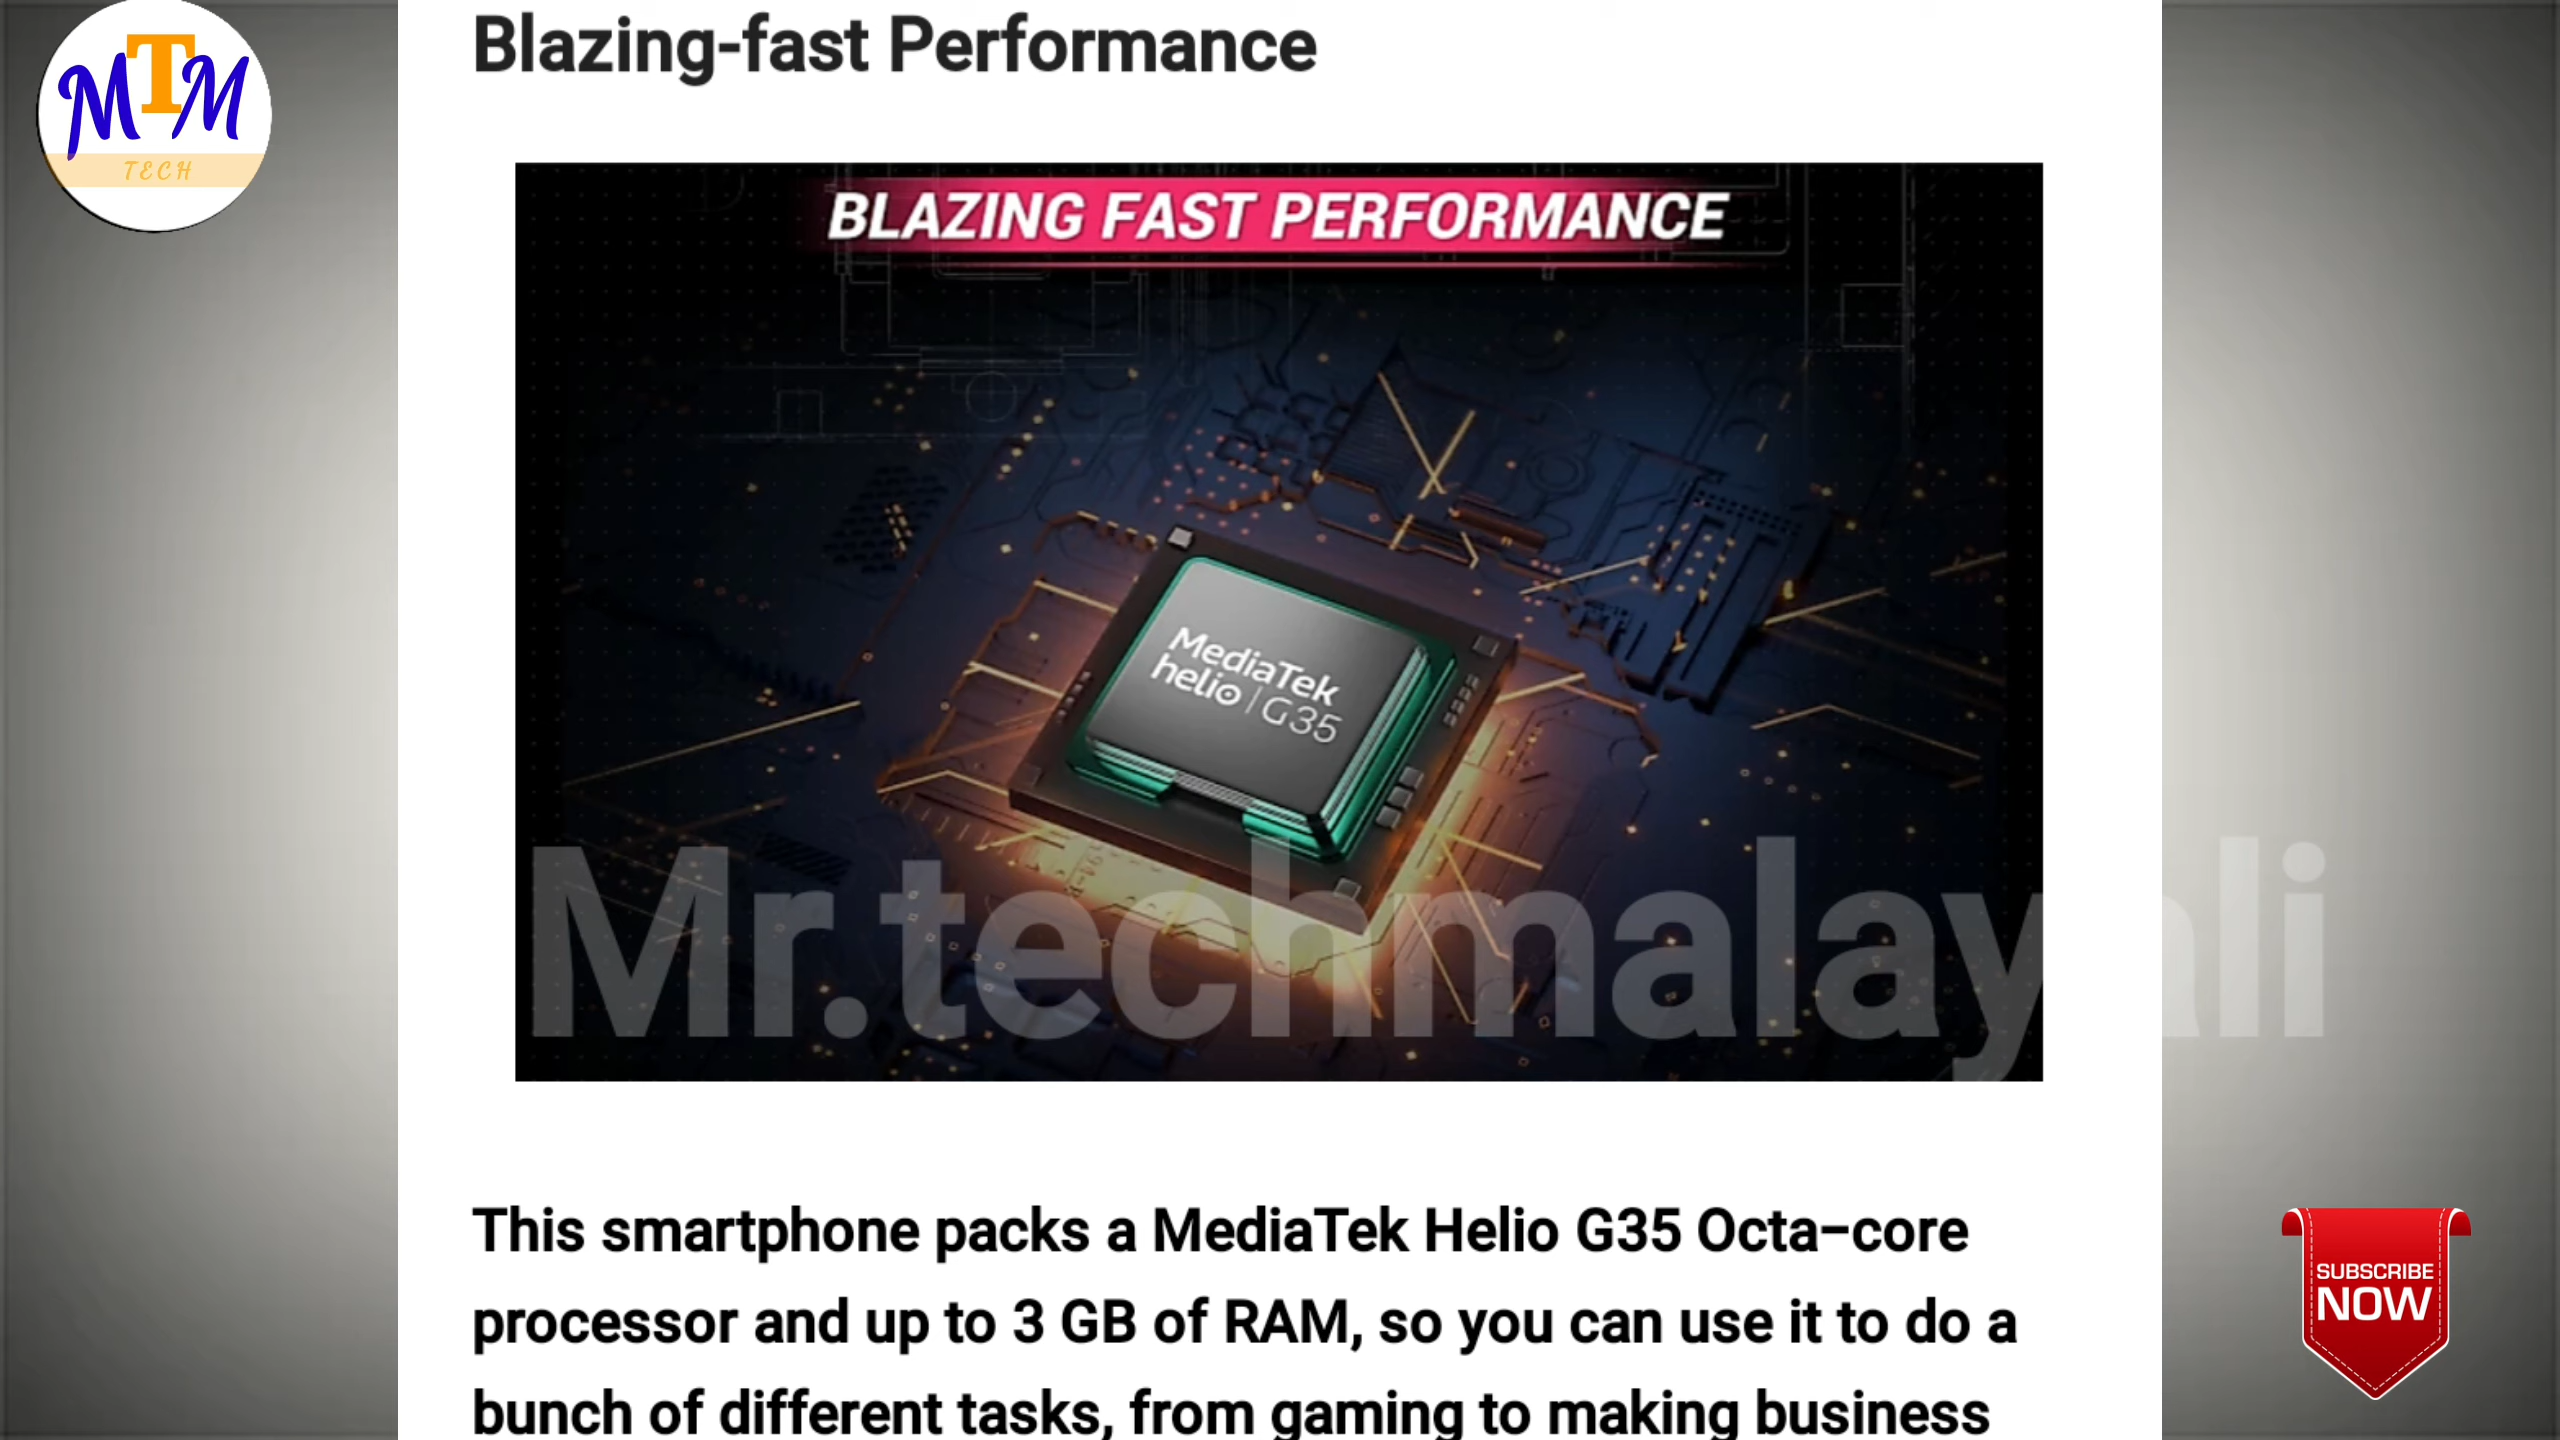 MTM
TECH
Blazing-fast Performance
BLAZING FAST PERFORMANCE
MediaTek
helio | G35
Mr.techmalayali
This smartphone packs a MediaTek Helio G35 Octa-core
processor and up to 3 GB of RAM, so you can use it to do a
bunch of different tasks, from gaming to making business
SUBSCRIBE
NOW